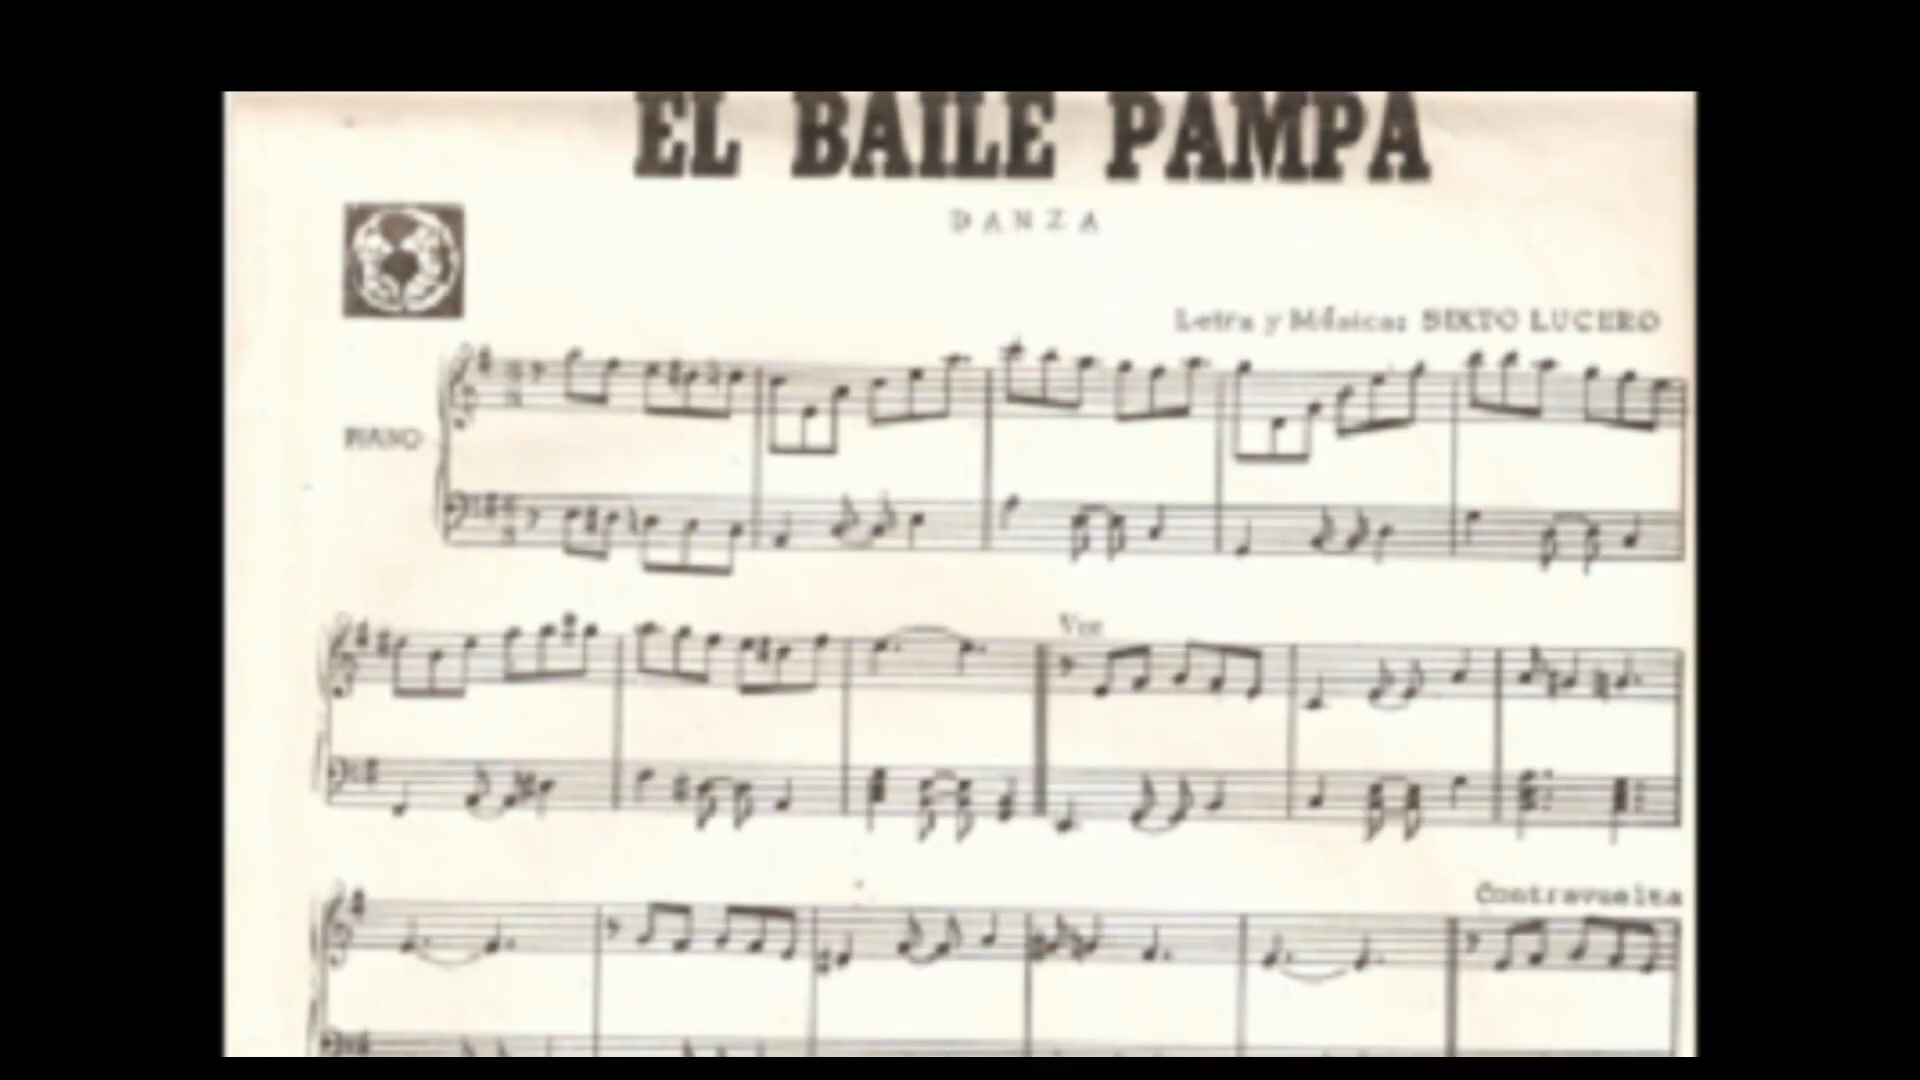 EL BAILE PAMPA
DANZA
Letra y Música: SIXTO LUCERO
PIANO
Voz
Contravuelta